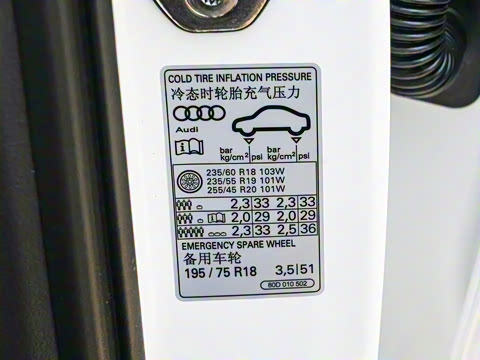 COLD TIRE INFLATION PRESSURE
冷态时轮胎充气压力
Audi
bar bar
kg/cm² psi kg/cm² psi
235/60 R18 103W
235/55 R19 101W
255/45 R20 101W
2,3 33 2,3 33
2,0 29 2,0 29
2,3 33 2,5 36
EMERGENCY SPARE WHEEL
备用车轮
195 / 75 R18 3,5 51
80D 010 502